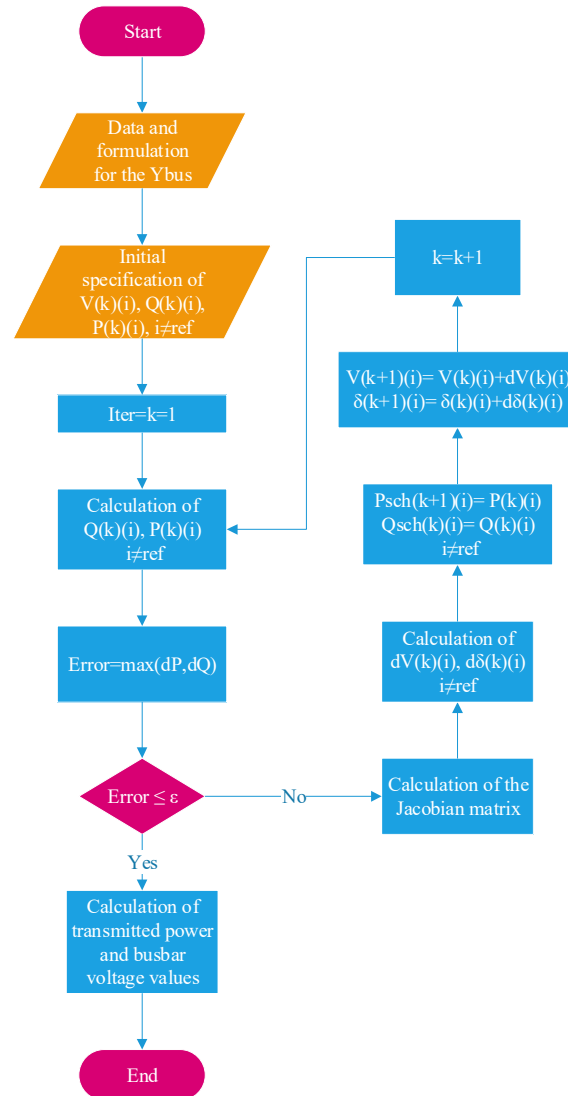 Start
Data and
formulation
for the Ybus
Initial
specification of
V(k)(i), Q(k)(i),
P(k)(i), i≠ref
Iter=k=1
Calculation of
Q(k)(i), P(k)(i)
i≠ref
Error=max(dP,dQ)
Error ≤ ε
No
Yes
Calculation of
transmitted power
and busbar
voltage values
End
Calculation of the
Jacobian matrix
Calculation of
dV(k)(i), dδ(k)(i)
i≠ref
Psch(k+1)(i)= P(k)(i)
Qsch(k)(i)= Q(k)(i)
i≠ref
V(k+1)(i)= V(k)(i)+dV(k)(i)
δ(k+1)(i)= δ(k)(i)+dδ(k)(i)
k=k+1